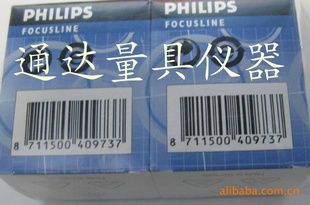 PHILIPS PHILIPS
FOCUSLINE FOCUSLINE
通达量具仪器
8 711500 409737 8 711500 409737
alibaba.com.cn